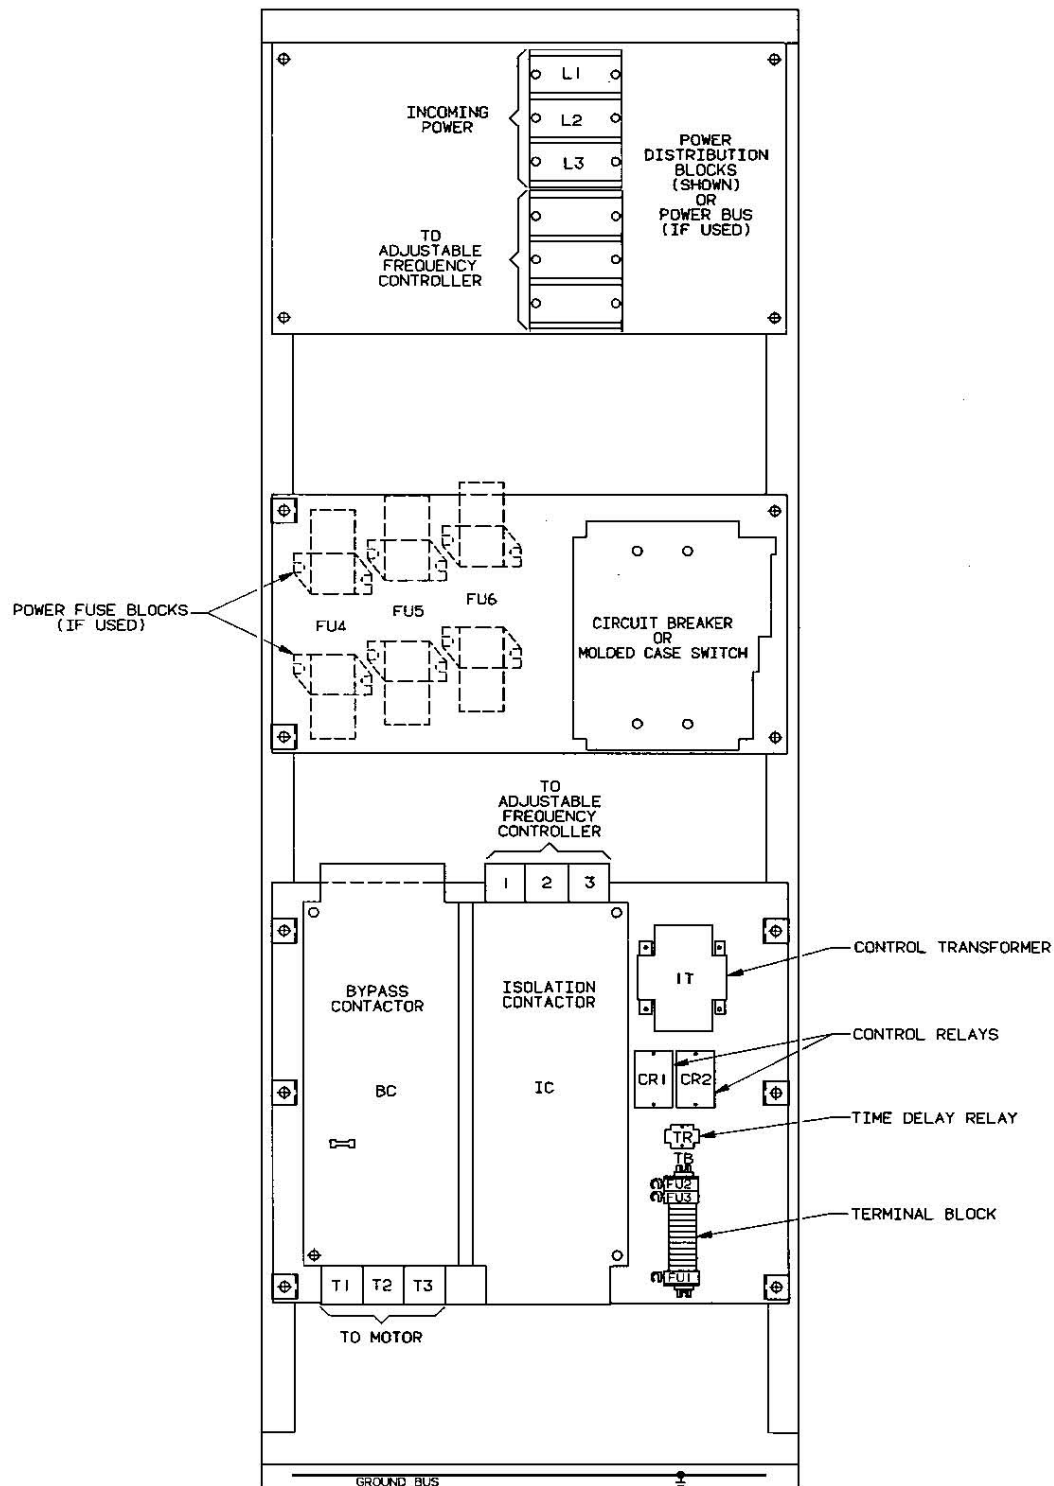 L1
INCOMING
POWER
L2
L3
POWER
DISTRIBUTION
BLOCKS
(SHOWN)
OR
POWER BUS
(IF USED)
TO
ADJUSTABLE
FREQUENCY
CONTROLLER
POWER FUSE BLOCKS
(IF USED)
FU4
FU5
FU6
CIRCUIT BREAKER
OR
MOLDED CASE SWITCH
TO
ADJUSTABLE
FREQUENCY
CONTROLLER
1 2 3
BYPASS
CONTACTOR
BC
ISOLATION
CONTACTOR
IC
1T
CONTROL TRANSFORMER
CONTROL RELAYS
CR1 CR2
TIME DELAY RELAY
TR
TB
FU2
FU3
TERMINAL BLOCK
FU1
T1 T2 T3
TO MOTOR
GROUND BUS